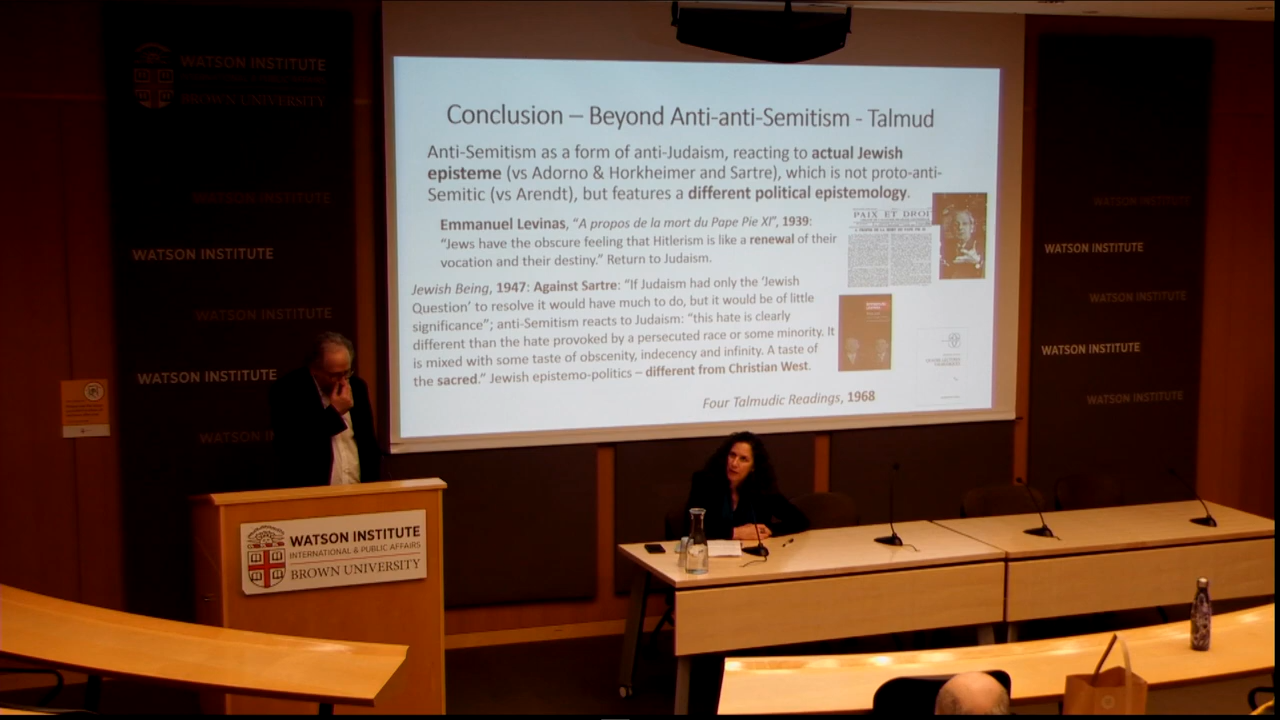 WATSON INSTITUTE
BROWN UNIVERSITY
WATSON INSTITUTE
WATSON INSTITUTE
WATSON INSTITUTE
WATSON INSTITUTE
WATSON IN
Conclusion – Beyond Anti-anti-Semitism - Talmud
Anti-Semitism as a form of anti-Judaism, reacting to actual Jewish
episteme (vs Adorno & Horkheimer and Sartre), which is not proto-anti-
Semitic (vs Arendt), but features a different political epistemology.
Emmanuel Levinas, “A propos de la mort du Pape Pie XI”, 1939:
“Jews have the obscure feeling that Hitlerism is like a renewal of their
vocation and their destiny.” Return to Judaism.
PAIX ET DROI
Jewish Being, 1947: Against Sartre: “If Judaism had only the ‘Jewish
Question’ to resolve it would have much to do, but it would be of little
significance”; anti-Semitism reacts to Judaism: “this hate is clearly
different than the hate provoked by a persecuted race or some minority. It
is mixed with some taste of obscenity, indecency and infinity. A taste of
the sacred.” Jewish epistemo-politics – different from Christian West.
Four Talmudic Readings, 1968
WATSON INSTITUTE
WATSON INSTITUTE
WATSON INSTITUTE
WATSON INSTITUTE
WATSON INSTITUTE
WATSON INSTITUTE
INTERNATIONAL & PUBLIC AFFAIRS
BROWN UNIVERSITY